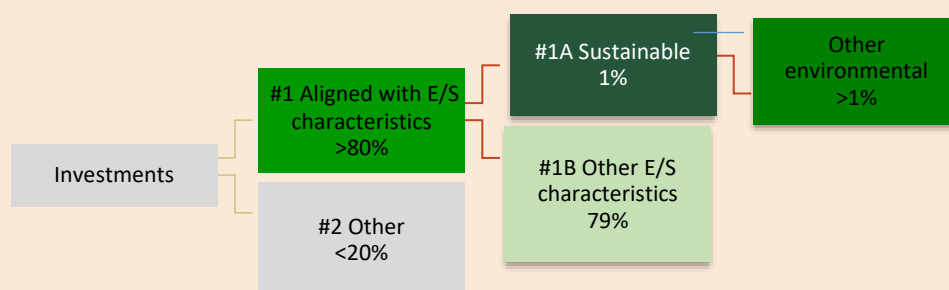 Investments
#1 Aligned with E/S
characteristics
>80%
#2 Other
<20%
#1A Sustainable
1%
#1B Other E/S
characteristics
79%
Other
environmental
>1%